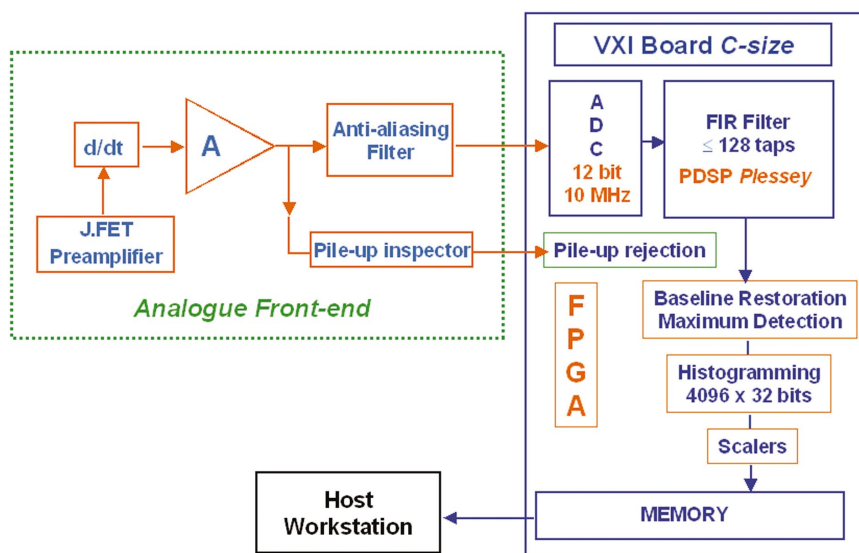 VXI Board C-size
d/dt
A
Anti-aliasing
Filter
J.FET
Preamplifier
Pile-up inspector
Analogue Front-end
A
D
C
12 bit
10 MHz
FIR Filter
≤ 128 taps
PDSP Plessey
Pile-up rejection
F
P
G
A
Baseline Restoration
Maximum Detection
Histogramming
4096 x 32 bits
Scalers
MEMORY
Host
Workstation